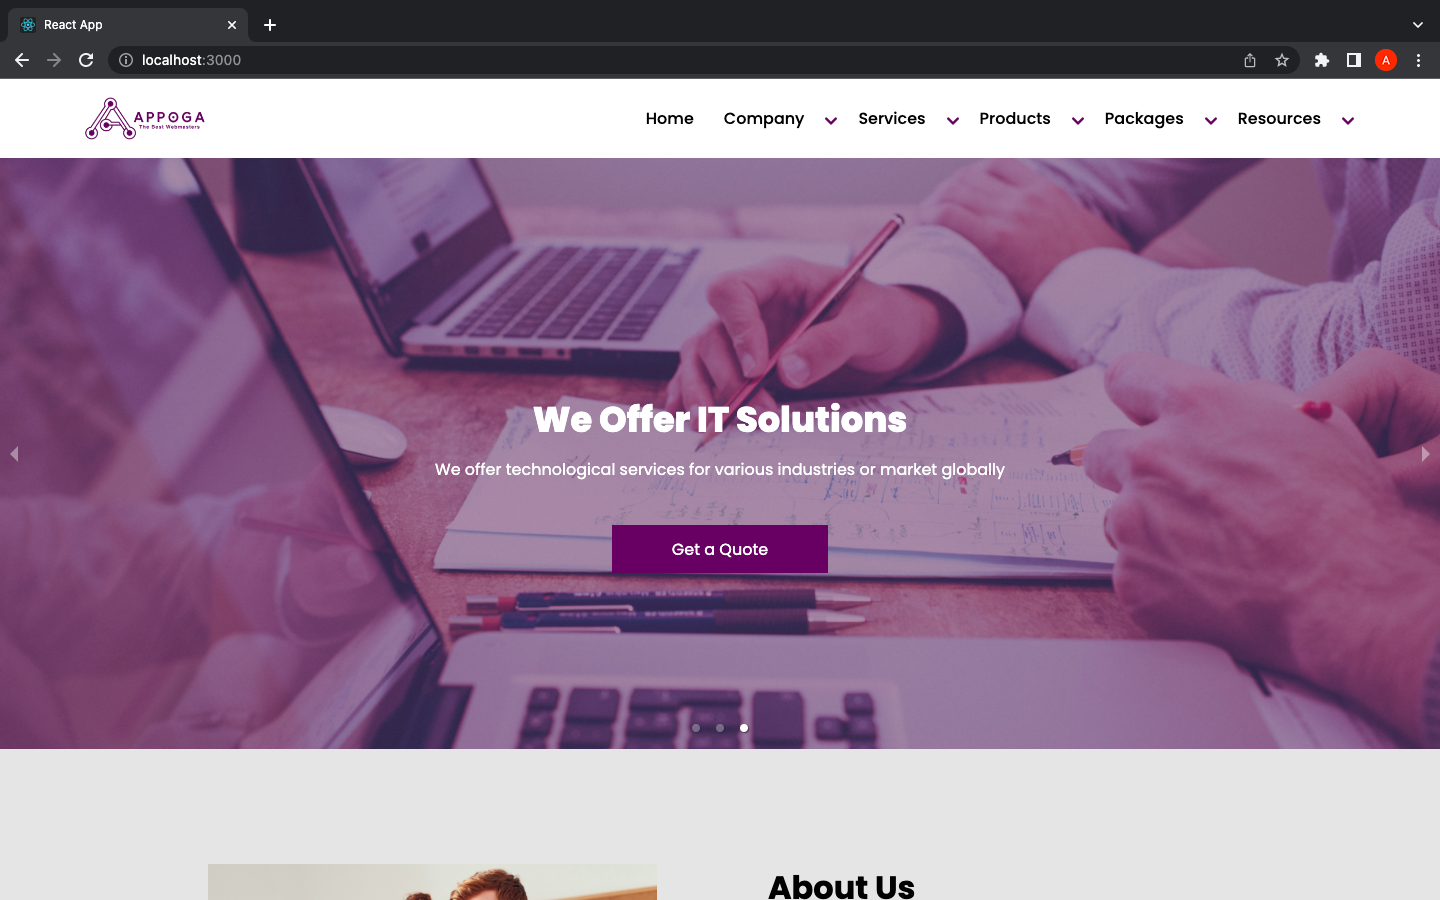 React App
localhost:3000
A
APPOGA
The Best Webmasters
Home Company Services Products Packages Resources
We Offer IT Solutions
We offer technological services for various industries or market globally
Get a Quote
About Us